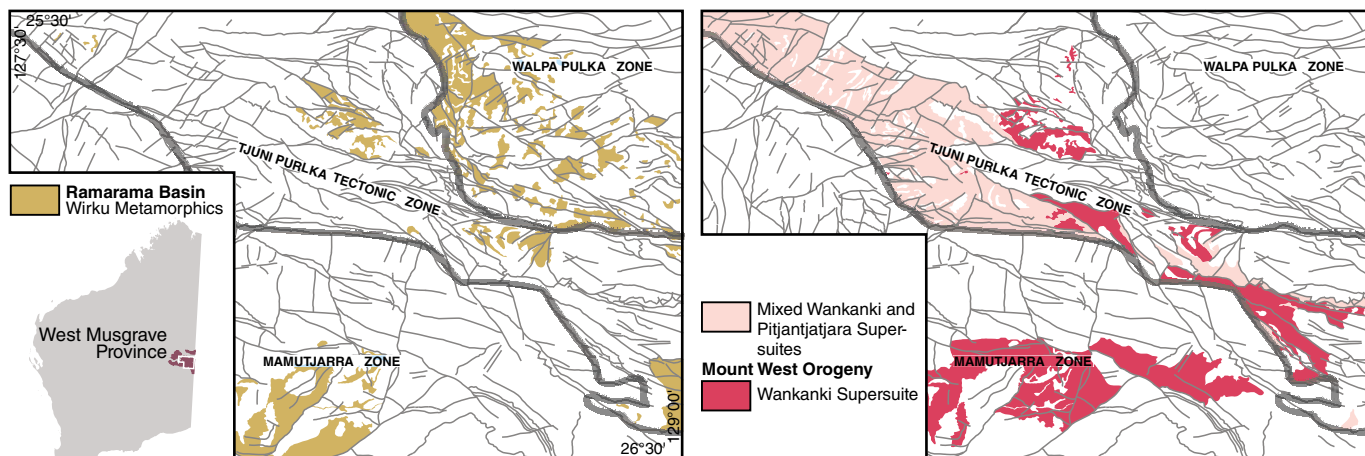 25°30'
127°30'
WALPA PULKA ZONE
TJUNI PURLKA TECTONIC ZONE
Ramarama Basin
Wirku Metamorphics
West Musgrave
Province
MAMUTJARRA ZONE
129°00'
26°30'
WALPA PULKA ZONE
TJUNI PURLKA TECTONIC ZONE
Mixed Wankanki and
Pitjantjatjara Super-
suites
Mount West Orogeny
Wankanki Supersuite
MAMUTJARRA ZONE